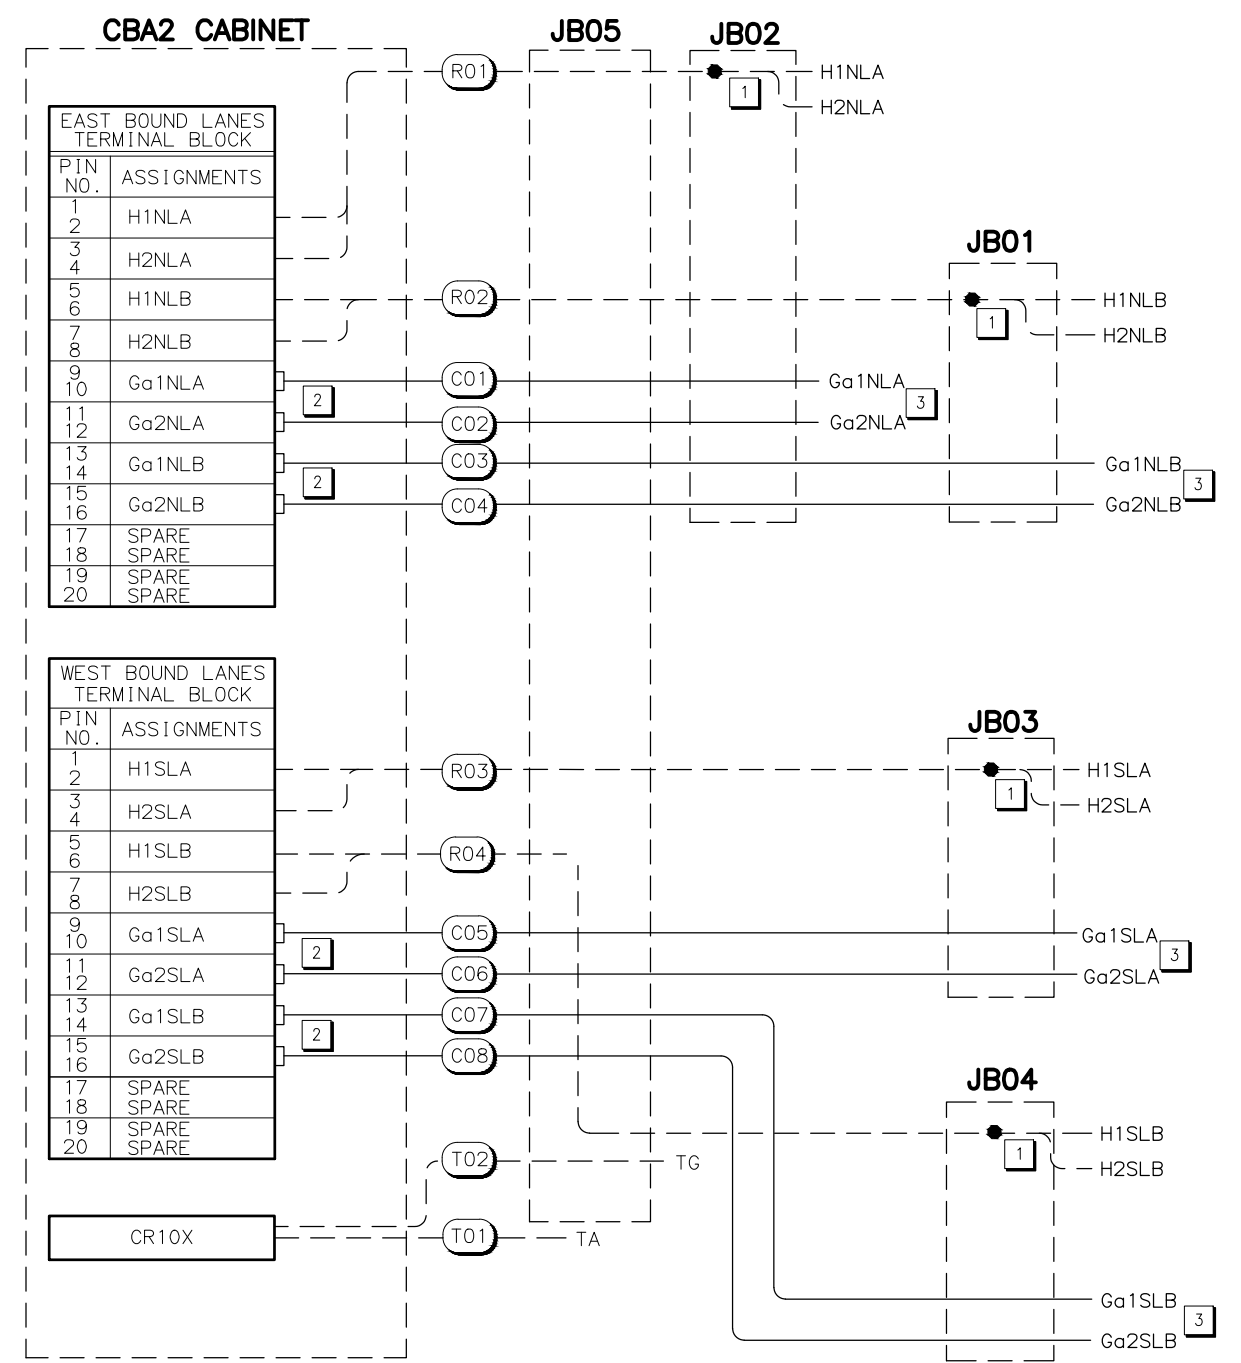 CBA2 CABINET
JB05
JB02
R01
H1NLA
1
H2NLA
EAST BOUND LANES
TERMINAL BLOCK
PIN NO. ASSIGNMENTS
1
2 H1NLA
3
4 H2NLA
5
6 H1NLB
7
8 H2NLB
9
10 Ga1NLA
11
12 Ga2NLA
13
14 Ga1NLB
15
16 Ga2NLB
17 SPARE
18 SPARE
19 SPARE
20 SPARE
JB01
R02
H1NLB
1
H2NLB
C01
Ga1NLA
2
3
C02
Ga2NLA
C03
Ga1NLB
2
3
C04
Ga2NLB
WEST BOUND LANES
TERMINAL BLOCK
PIN NO. ASSIGNMENTS
1
2 H1SLA
3
4 H2SLA
5
6 H1SLB
7
8 H2SLB
9
10 Ga1SLA
11
12 Ga2SLA
13
14 Ga1SLB
15
16 Ga2SLB
17 SPARE
18 SPARE
19 SPARE
20 SPARE
JB03
R03
H1SLA
1
H2SLA
R04
C05
Ga1SLA
2
3
C06
Ga2SLA
C07
2
C08
JB04
H1SLB
1
H2SLB
T02
TG
CR10X
T01
TA
Ga1SLB
3
Ga2SLB